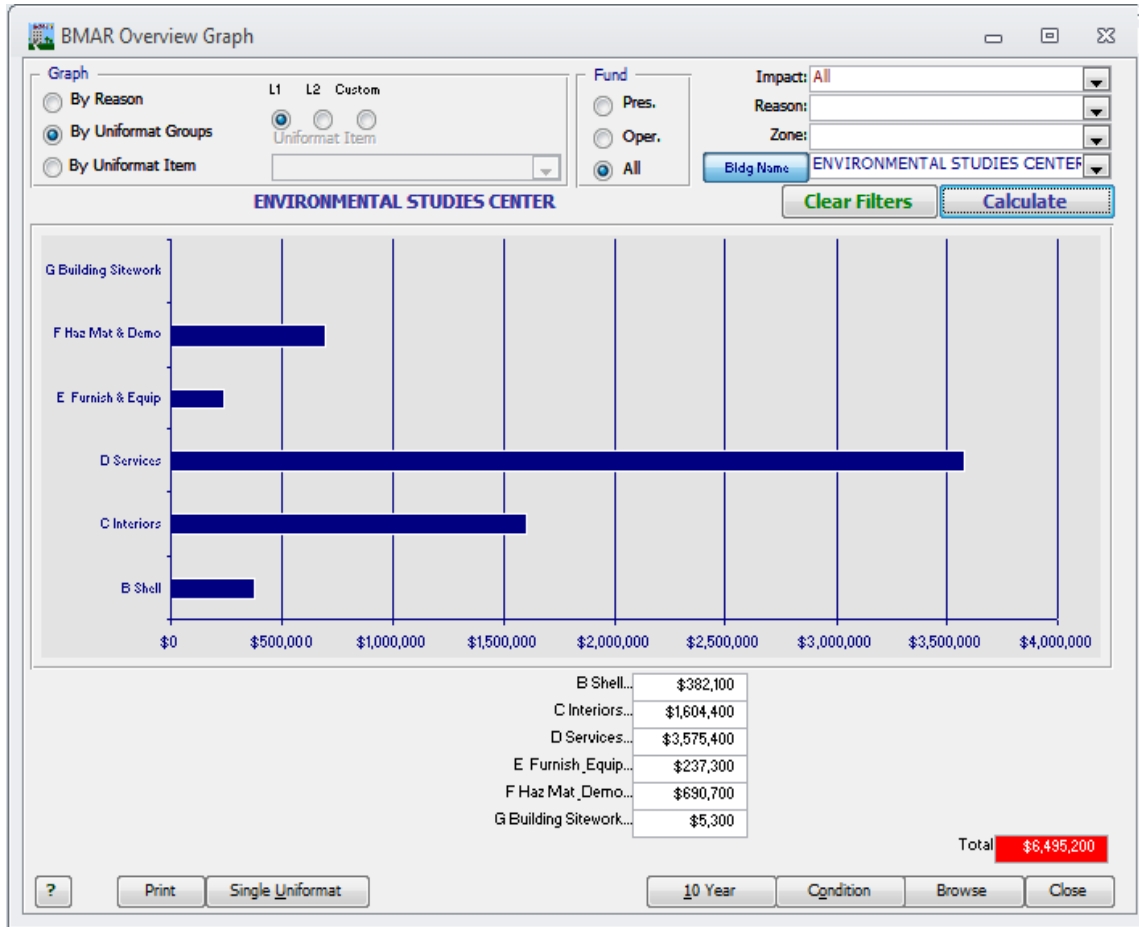 BMAR Overview Graph
Graph
By Reason
L1 L2 Custom
By Uniformat Groups
Uniformat Item
By Uniformat Item
Fund
Pres.
Oper.
All
Impact: All
Reason:
Zone:
Bldg Name ENVIRONMENTAL STUDIES CENTER
ENVIRONMENTAL STUDIES CENTER
Clear Filters Calculate
G Building Sitework
F Haz Mat & Demo
E Furnish & Equip
D Services
C Interiors
B Shell
$0 $500,000 $1,000,000 $1,500,000 $2,000,000 $2,500,000 $3,000,000 $3,500,000 $4,000,000
B Shell... $382,100
C Interiors... $1,604,400
D Services... $3,575,400
E Furnish_Equip... $237,300
F Haz Mat_Demo... $690,700
G Building Sitework... $5,300
Total $6,495,200
? Print Single Uniformat 10 Year Condition Browse Close